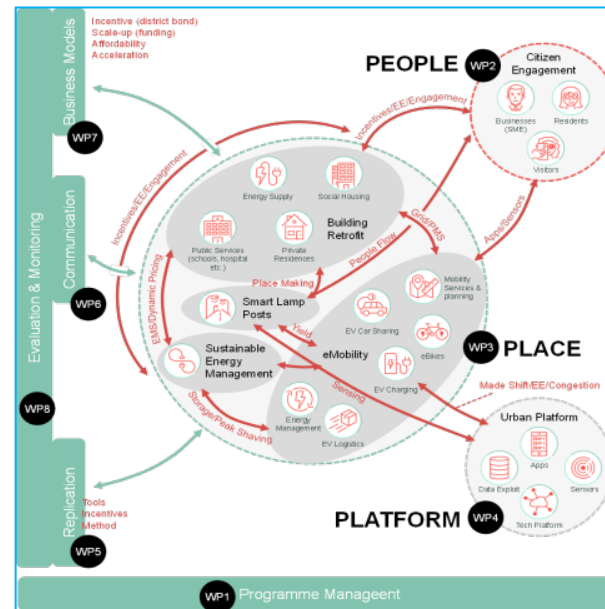 Incentive (district bond)
Scale-up (funding)
Affordability
Acceleration
Business Models
WP7
Communication
WP6
Evaluation & Monitoring
WP8
Replication
WP5
Tools
Incentives
Method
Incentives/EE/Engagement
Incentives/EE/Engagement
PEOPLE
WP2
Citizen
Engagement
Businesses
(SME)
Residents
Visitors
Apps/Sensors
Energy Supply
Social Housing
Building
Retrofit
Public Services
(schools, hospital
etc.)
Private
Residences
Grid/PMS
People Flow
Place Making
EMS/Dynamic Pricing
Smart Lamp
Posts
Yield
Sustainable
Energy
Management
Storage/Peak Shaving
Sensing
eMobility
Mobility
Services &
planning
EV Car Sharing
eBikes
EV Charging
Energy
Management
EV Logistics
WP3
PLACE
Made Shift/EE/Congestion
Urban Platform
Apps
Data Exploit
Sensors
Tech Platform
PLATFORM
WP4
WP1
Programme Manageent